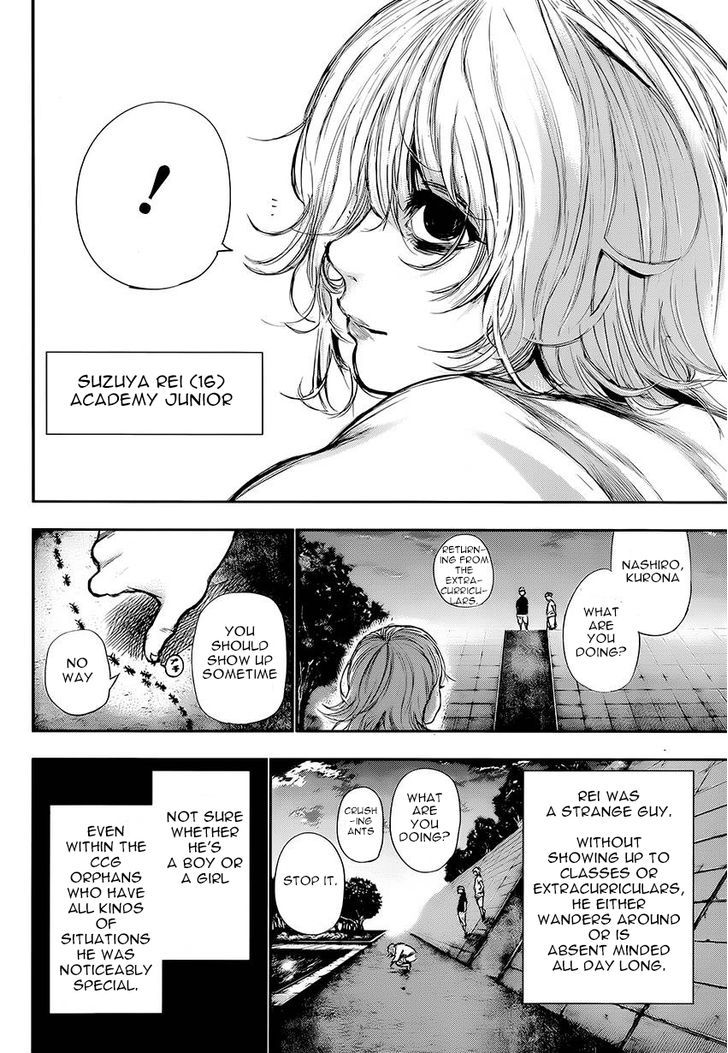 !
SUZUYA REI (16)
ACADEMY JUNIOR
NASHIRO,
KURONA
WHAT
ARE
YOU
DOING?
RETURN-
ING FROM
THE
EXTRA-
CURRICU-
LARS.
YOU
SHOULD
SHOW UP
SOMETIME
NO
WAY
REI WAS
A STRANGE GUY.
WITHOUT
SHOWING UP TO
CLASSES OR
EXTRACURRICULARS,
HE EITHER
WANDERS AROUND
OR IS
ABSENT MINDED
ALL DAY LONG.
WHAT
ARE
YOU
DOING?
CRUSH
-ING
ANTS
STOP IT.
NOT SURE
WHETHER
HE'S
A BOY OR
A GIRL
EVEN
WITHIN THE
CCG
ORPHANS
WHO HAVE
ALL KINDS
OF
SITUATIONS
HE WAS
NOTICEABLY
SPECIAL.